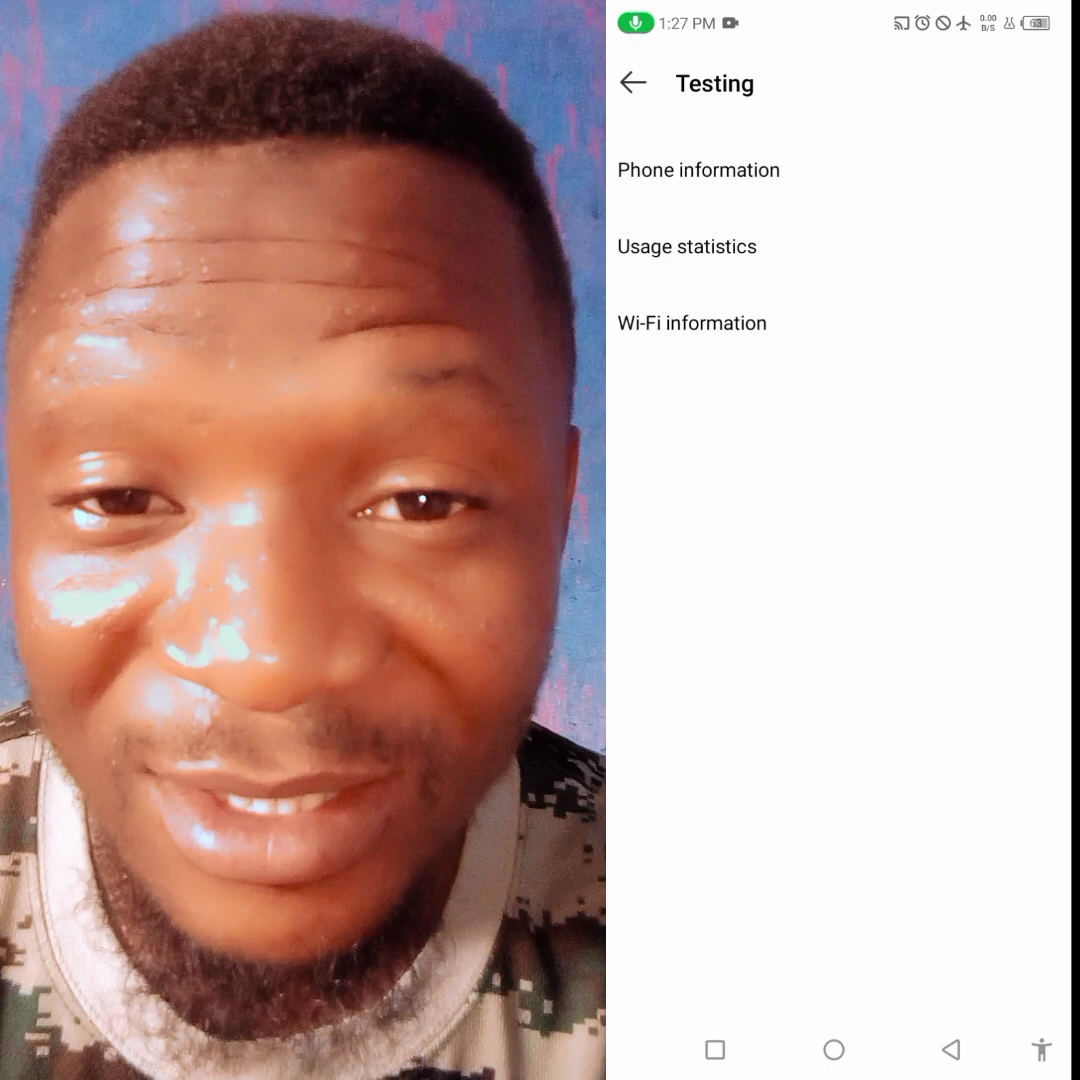 1:27 PM
0.00
B/S
63
Testing
Phone information
Usage statistics
Wi-Fi information